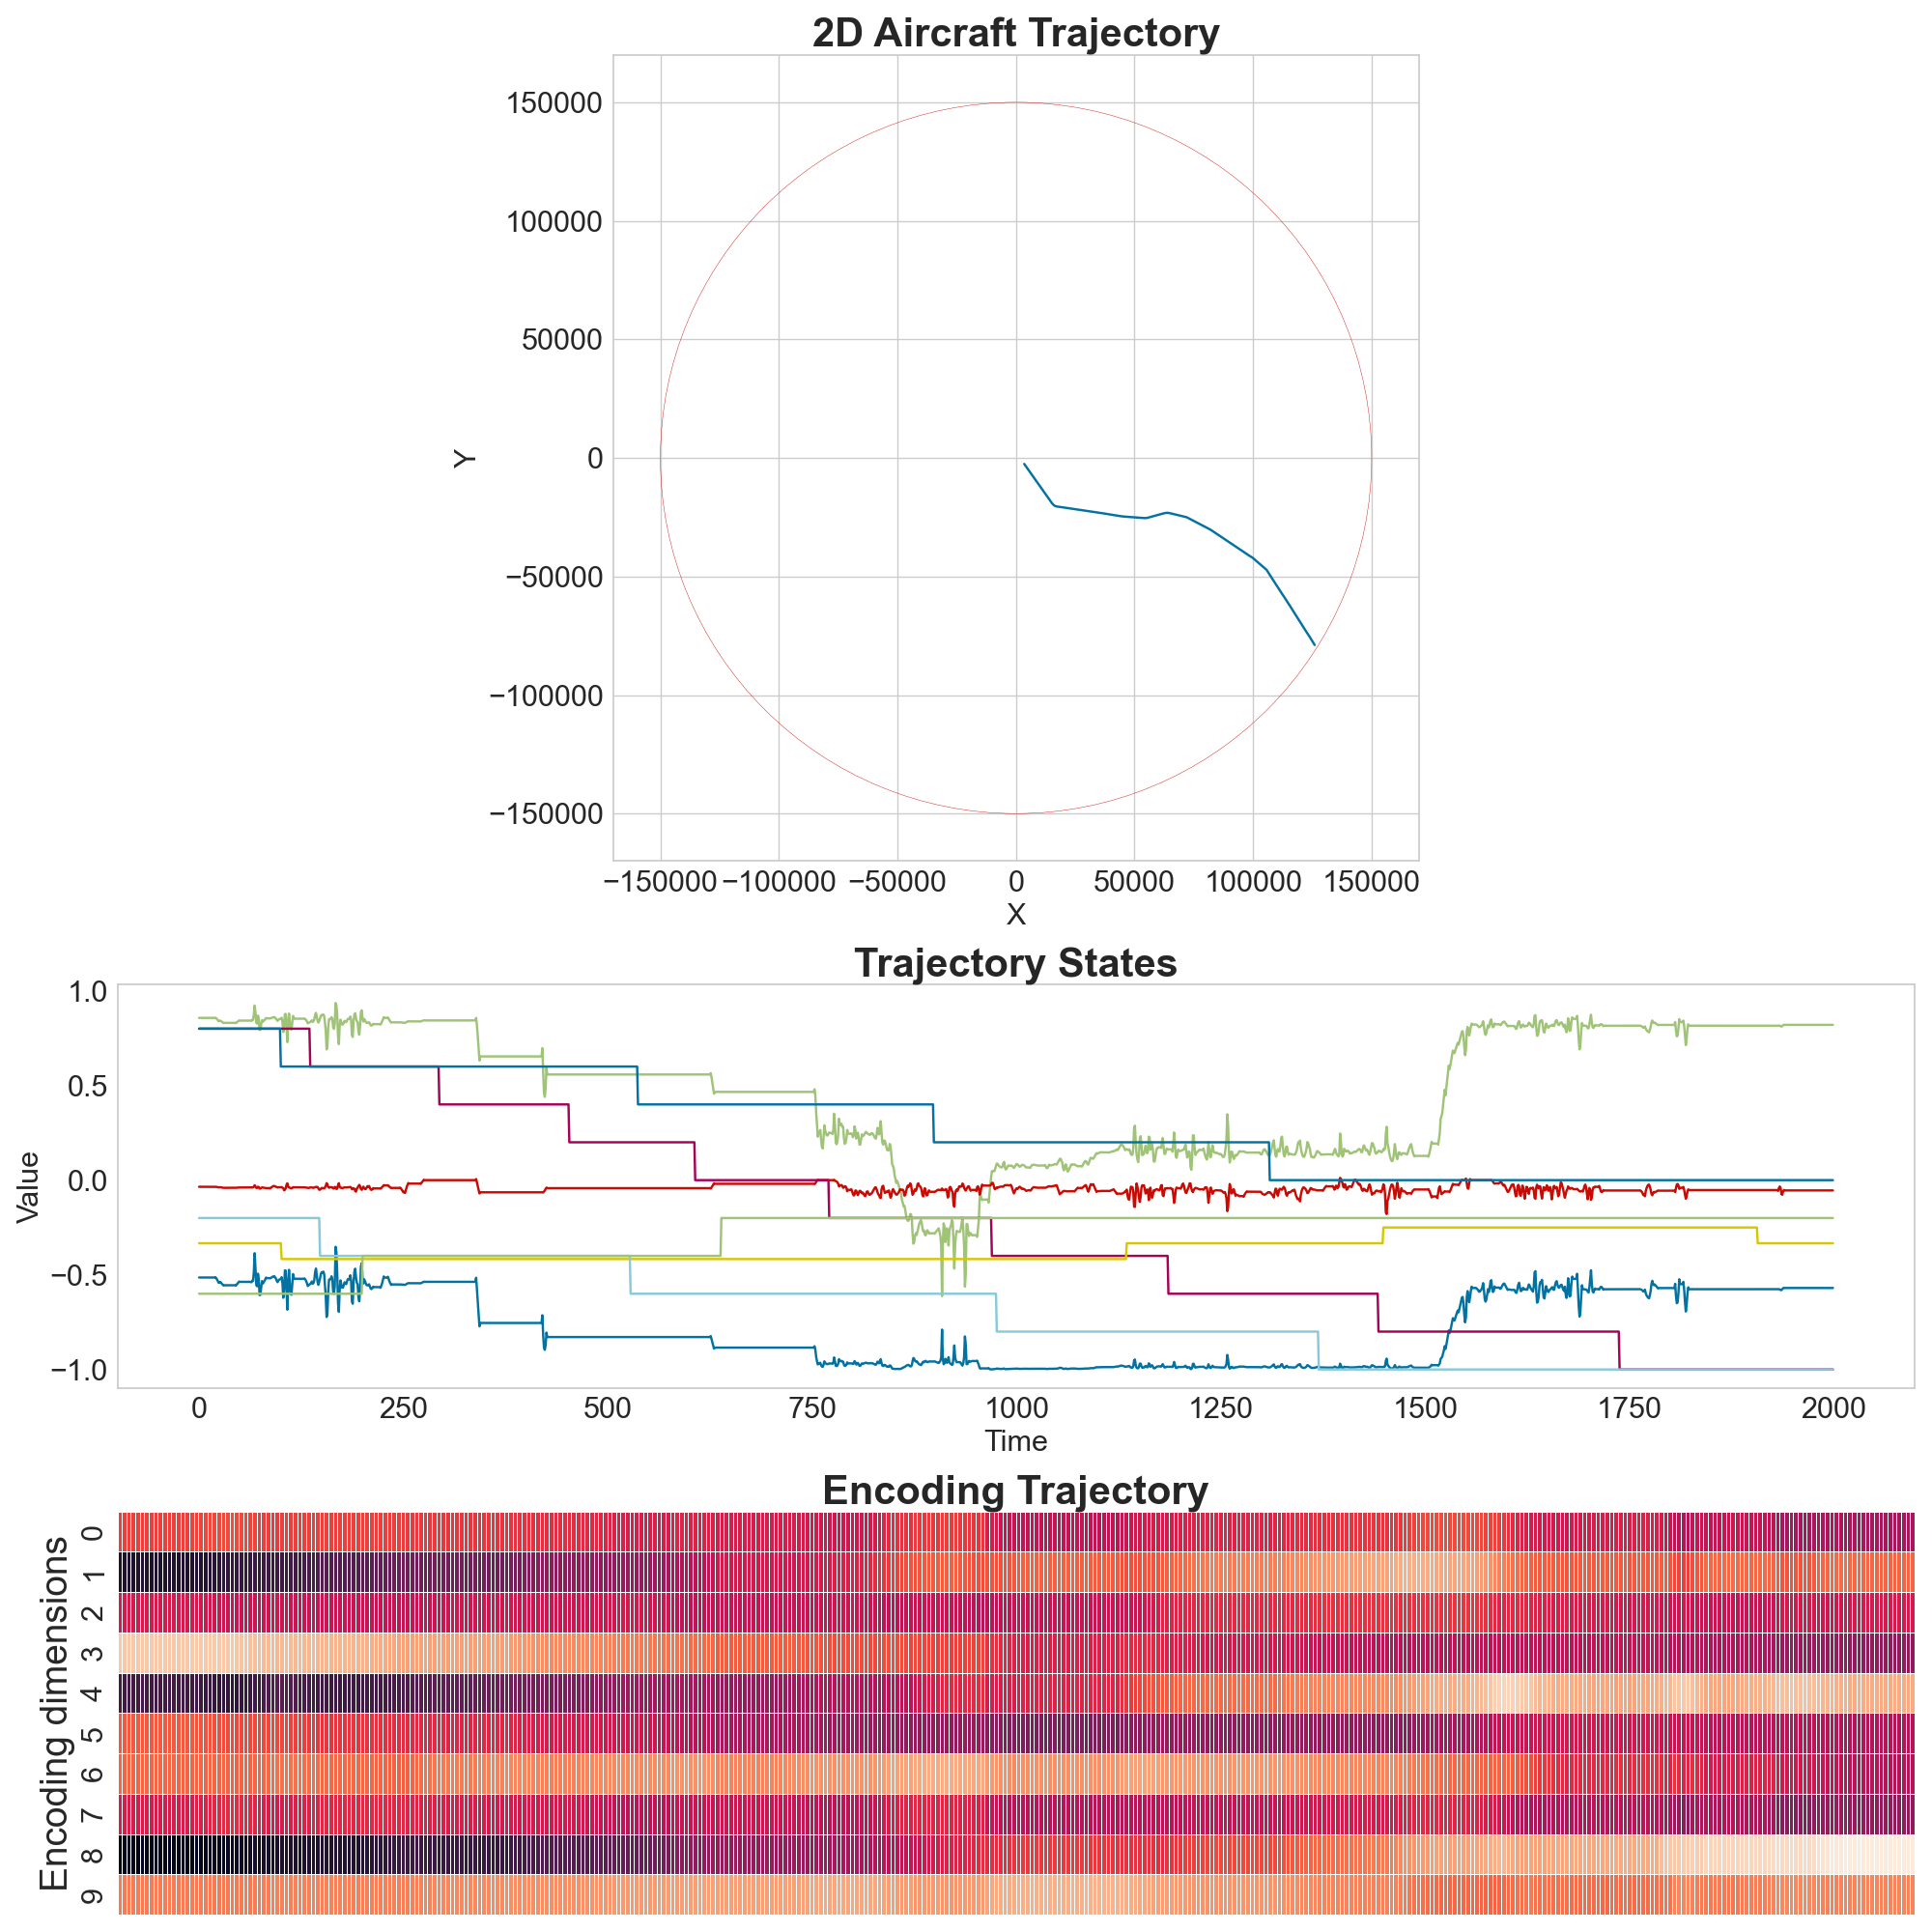 2D Aircraft Trajectory
150000
100000
50000
0
−50000
−100000
−150000
Y
−150000 −100000 −50000 0 50000 100000 150000
X
Trajectory States
1.0
0.5
0.0
−0.5
−1.0
Value
0 250 500 750 1000 1250 1500 1750 2000
Time
Encoding Trajectory
0
1
2
3
4
5
6
7
8
9
Encoding dimensions